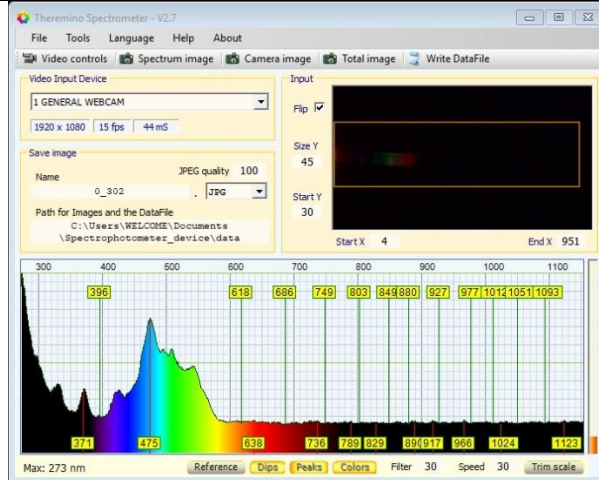 Theremino Spectrometer - V2.7
File Tools Language Help About
Video controls Spectrum image Camera image Total image Write DataFile
Video Input Device
1 GENERAL WEBCAM
1920 x 1080 15 fps 44 mS
Save image
Name JPEG quality 100
0_302 . JPG
Path for Images and the DataFile
C:\Users\WELCOME\Documents
\Spectrophotometer_device\data
Input
Flip
Size Y
45
Start Y
30
Start X 4 End X 951
300 400 500 600 700 800 900 1000 1100
396 618 686 749 803 849 880 927 977 1012 1051 1093
371 475 638 736 789 829 890 917 966 1024 1123
Max: 273 nm Reference Dips Peaks Colors Filter 30 Speed 30 Trim scale